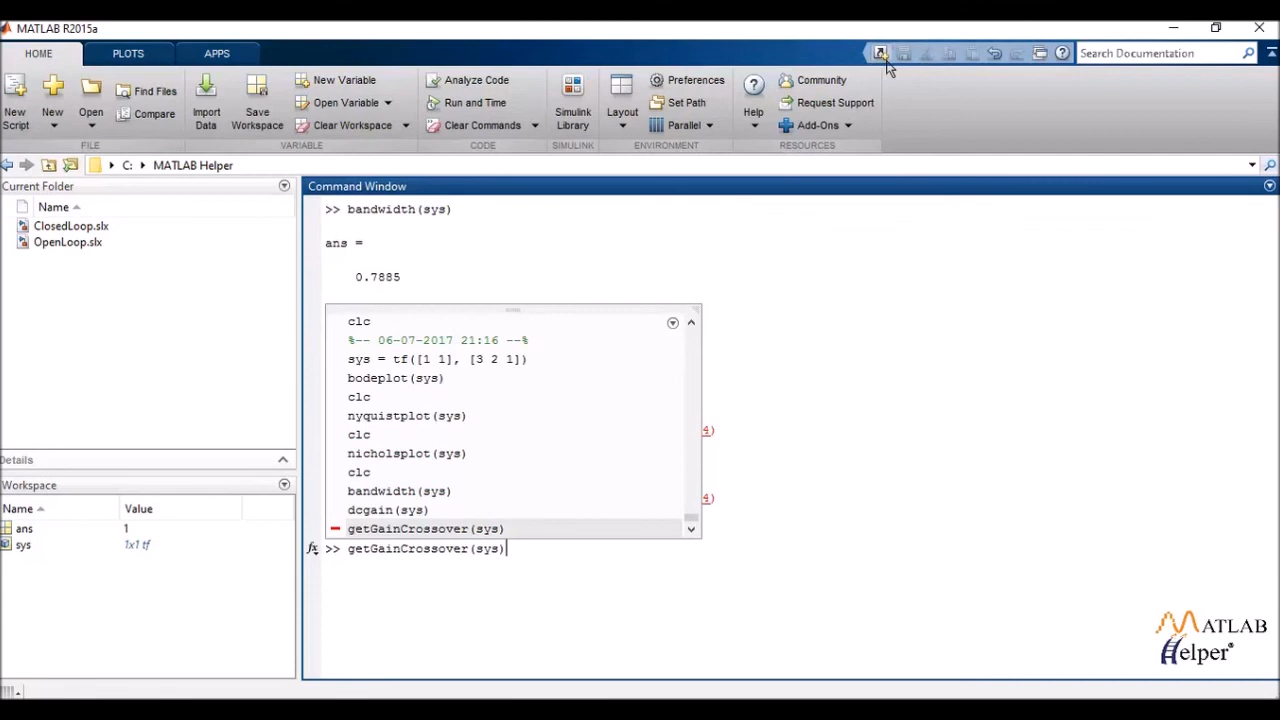 MATLAB R2015a
HOME
PLOTS
APPS
Search Documentation
New Script
New
Open
Find Files
Compare
Import Data
Save Workspace
New Variable
Open Variable
Clear Workspace
Analyze Code
Run and Time
Clear Commands
Simulink Library
Layout
Preferences
Set Path
Parallel
Help
Community
Request Support
Add-Ons
FILE
VARIABLE
CODE
SIMULINK
ENVIRONMENT
RESOURCES
C:
MATLAB Helper
Current Folder
Name
ClosedLoop.slx
OpenLoop.slx
Details
Workspace
Name
Value
ans
1
sys
1x1 tf
Command Window
>> bandwidth(sys)
ans =
0.7885
clc
%-- 06-07-2017 21:16 --%
sys = tf([1 1], [3 2 1])
bodeplot(sys)
clc
nyquistplot(sys)
clc
4)
nicholsplot(sys)
clc
bandwidth(sys)
4)
dcgain(sys)
getGainCrossover(sys)
fx >> getGainCrossover(sys)
MATLAB
Helper®